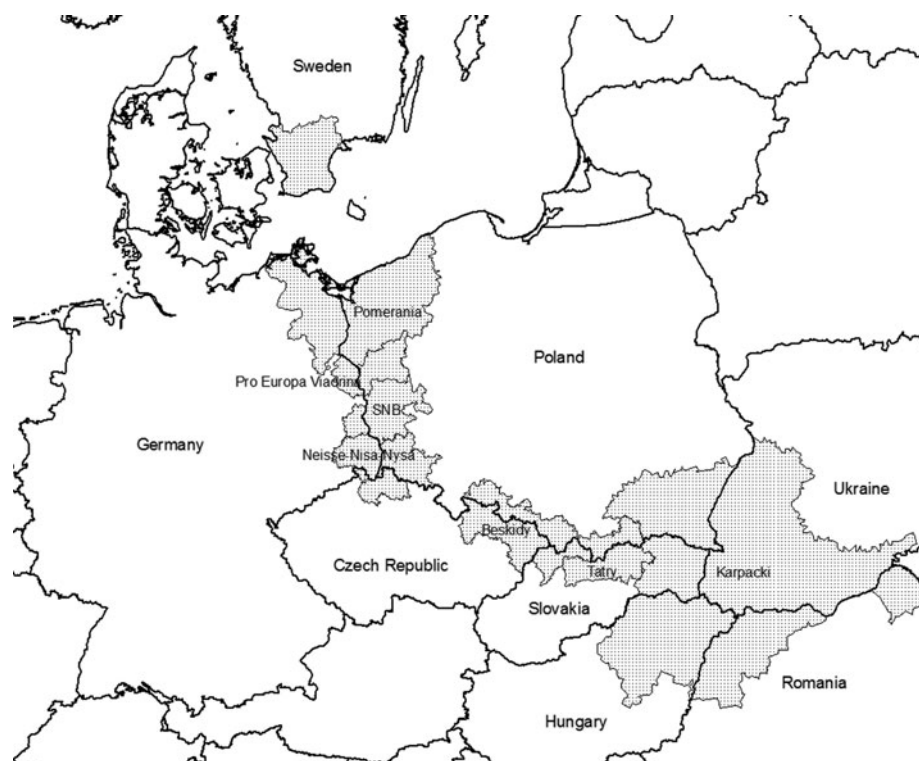 Sweden
Pomerania
Poland
Pro Europa Viadrina
SNB
Germany
Neisse-Nisa-Nysa
Ukraine
Beskidy
Czech Republic
Tatry
Karpacki
Slovakia
Romania
Hungary